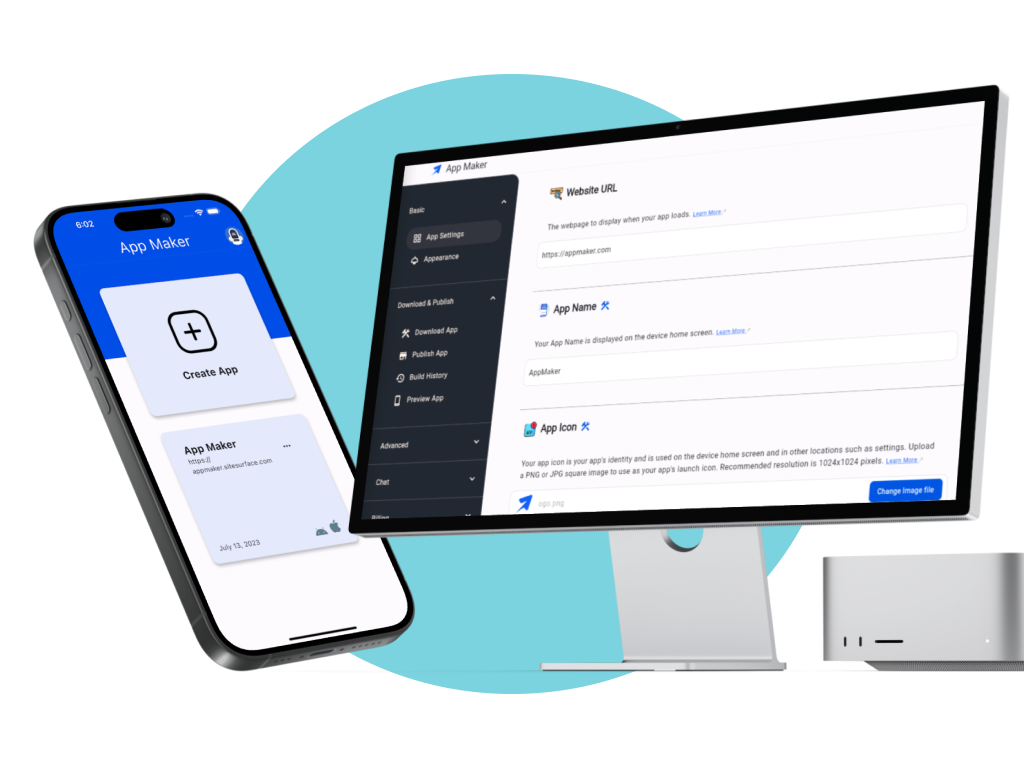 6:02
App Maker
Create App
App Maker
https://
appmaker.sitesurface.com
July 13, 2023
App Maker
Basic
App Settings
Appearance
Download & Publish
Download App
Publish App
Build History
Preview App
Advanced
Chat
Billing
Website URL
The webpage to display when your app loads. Learn More
https://appmaker.com
App Name
Your App Name is displayed on the device home screen. Learn More
AppMaker
App Icon
Your app icon is your app's identity and is used on the device home screen and in other locations such as settings. Upload
a PNG or JPG square image to use as your app's launch icon. Recommended resolution is 1024x1024 pixels. Learn More
ogo.png
Change Image file